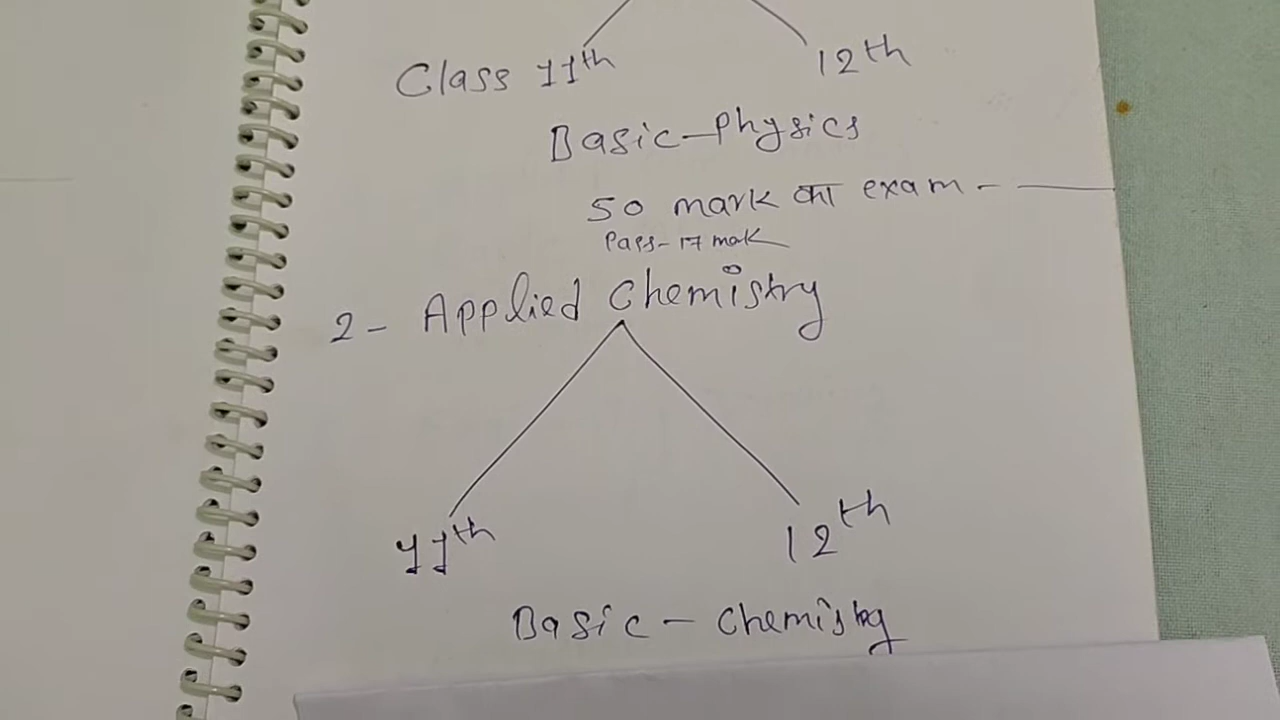 Class 11th 12th
Basic-Physics
50 mark का exam -
Pass-17 mark
2- Applied Chemistry
11th 12th
Basic - Chemistry